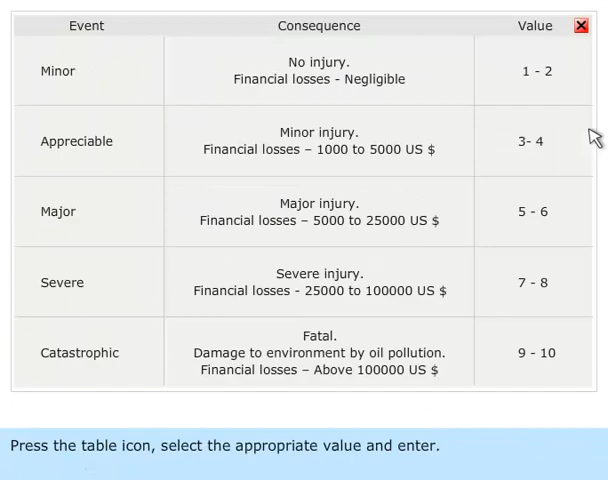 Event Consequence Value
Minor
No injury.
Financial losses - Negligible
1 - 2
Appreciable
Minor injury.
Financial losses – 1000 to 5000 US $
3- 4
Major
Major injury.
Financial losses – 5000 to 25000 US $
5 - 6
Severe
Severe injury.
Financial losses - 25000 to 100000 US $
7 - 8
Catastrophic
Fatal.
Damage to environment by oil pollution.
Financial losses – Above 100000 US $
9 - 10
Press the table icon, select the appropriate value and enter.